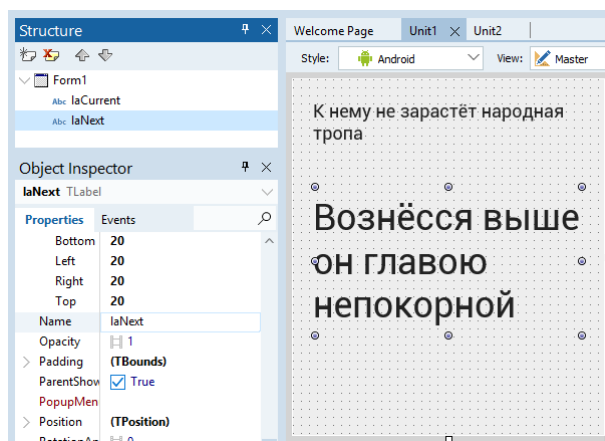 Structure
Form1
Abc laCurrent
Abc laNext
Object Inspector
laNext TLabel
Properties Events
Bottom 20
Left 20
Right 20
Top 20
Name laNext
Opacity 1
Padding (TBounds)
ParentShow True
PopupMen
Position (TPosition)
Welcome Page Unit1 Unit2
Style: Android View: Master
К нему не зарастёт народная
тропа
Вознёсся выше
он главою
непокорной